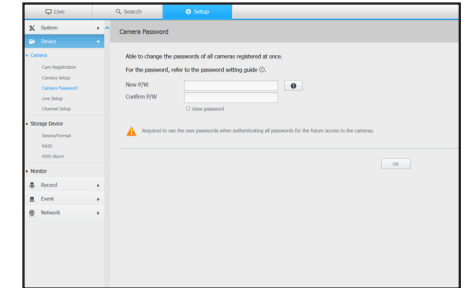 Live
Search
Setup
System
Device
Camera
Cam Registration
Camera Setup
Camera Password
Live Setup
Channel Setup
Storage Device
Device/Format
RAID
HDD Alarm
Monitor
Record
Event
Network
Camera Password
Able to change the passwords of all cameras registered at once.
For the password, refer to the password setting guide ①.
New P/W
Confirm P/W
View password
Required to use the new passwords when authenticating all passwords for the future access to the cameras.
OK